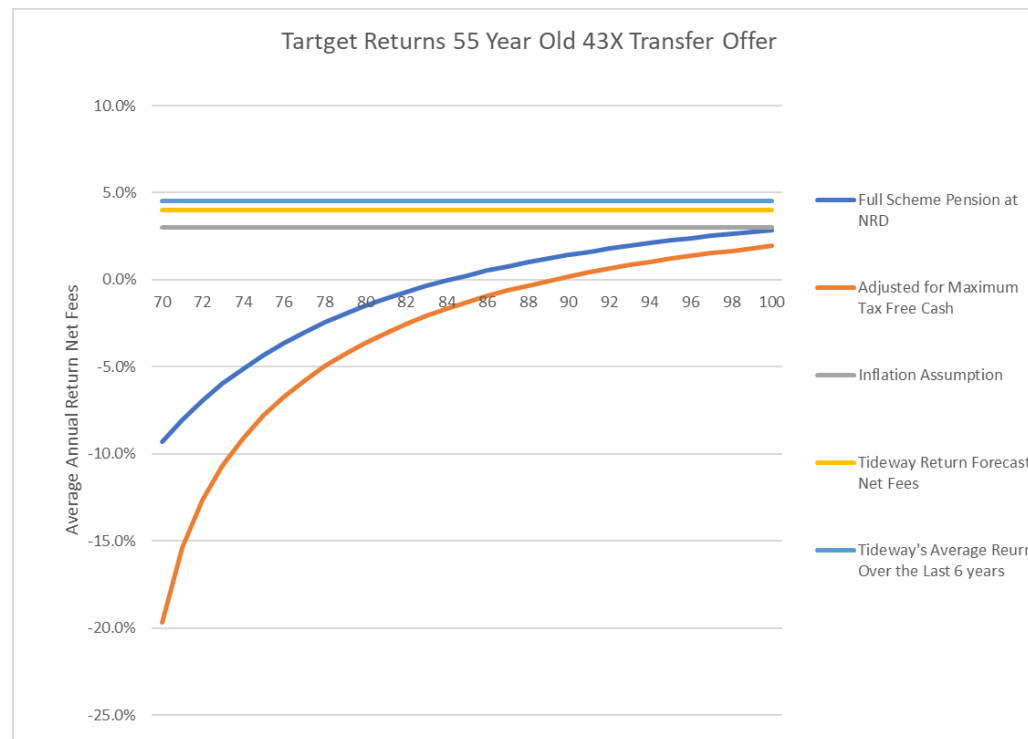 Tartget Returns 55 Year Old 43X Transfer Offer
10.0%
5.0%
0.0%
-5.0%
-10.0%
-15.0%
-20.0%
-25.0%
Average Annual Return Net Fees
70 72 74 76 78 80 82 84 86 88 90 92 94 96 98 100
Full Scheme Pension at
NRD
Adjusted for Maximum
Tax Free Cash
Inflation Assumption
Tideway Return Forecast
Net Fees
Tideway's Average Reurn
Over the Last 6 years